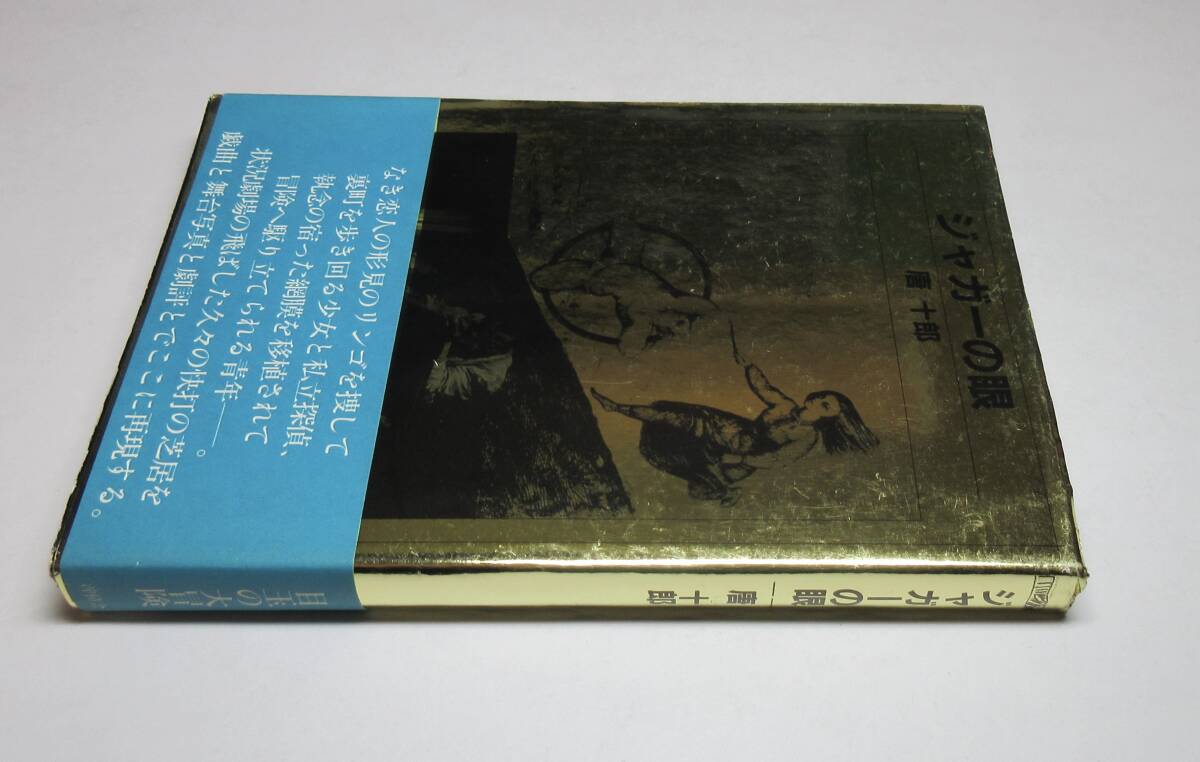 ジャガーの眼
唐 十郎
なき恋人の形見のリンゴを捜して
裏町を歩き回る少女と私立探偵、
執念の宿った網膜を移植されて
冒険へ駆り立てられる青年——
状況劇場の飛ばした久々の快打の芝居を
戯曲と舞台写真と劇評とでここに再現する。
ジャガーの眼
唐 十郎
目玉の大冒険